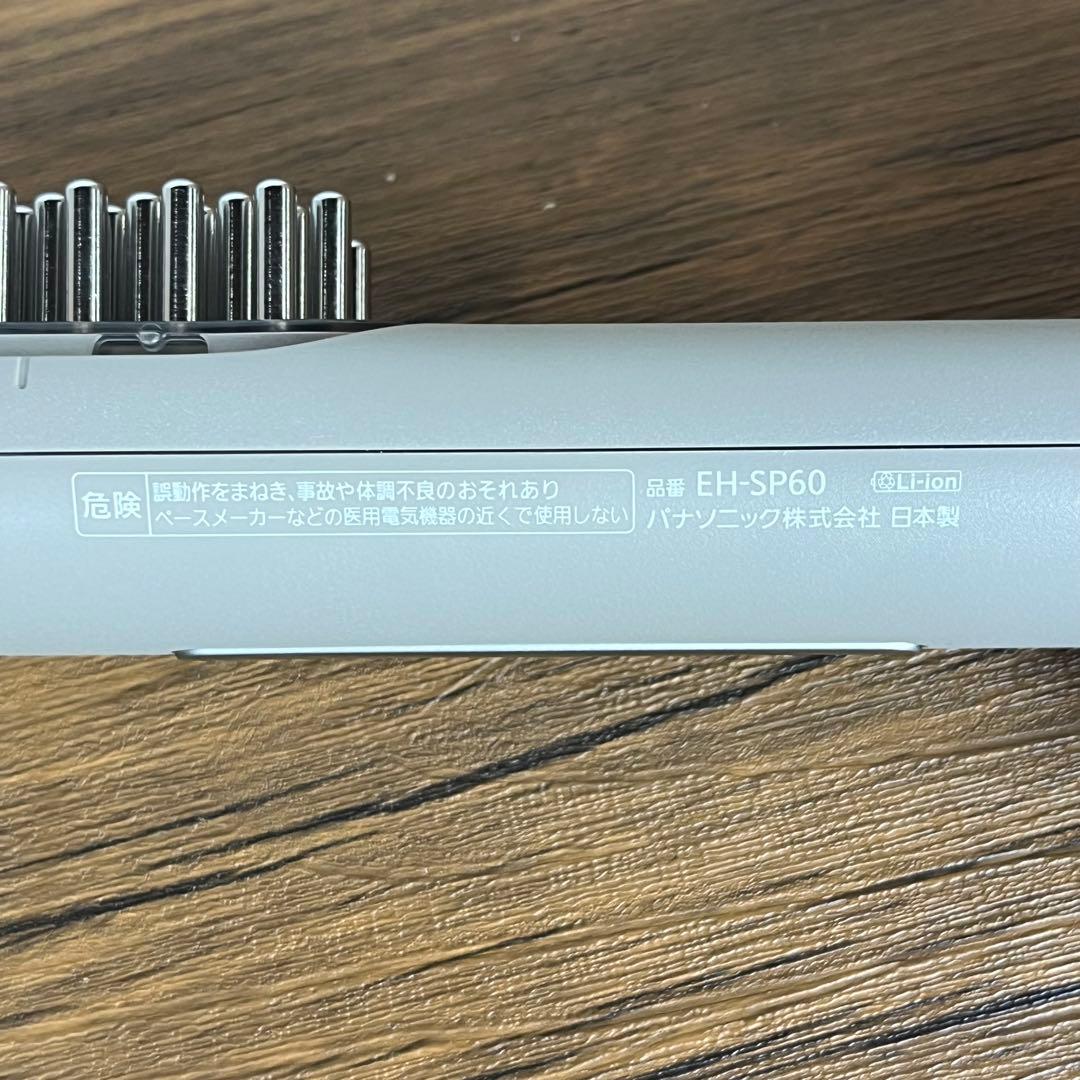 危険
誤動作をまねき、事故や体調不良のおそれあり
ペースメーカーなどの医用電気機器の近くで使用しない
品番 EH-SP60 Li-ion
パナソニック株式会社 日本製